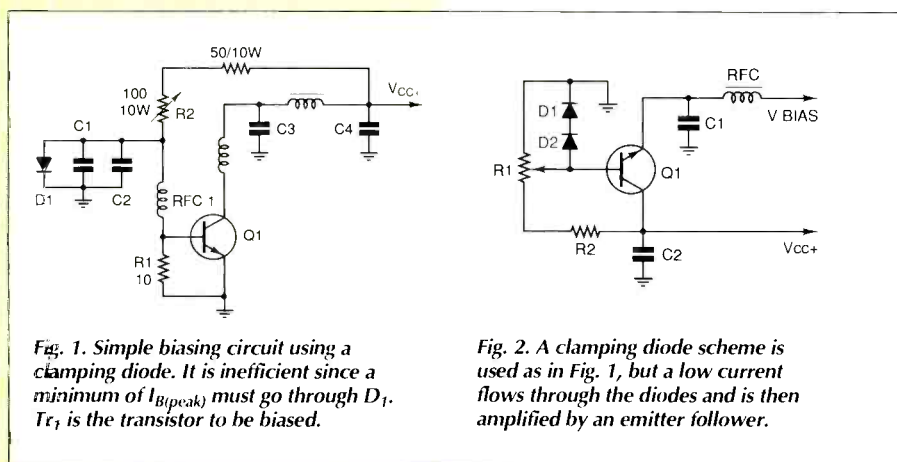 50/10W
100
10W
R2
VCC+
C1
C3
C4
D1
C2
RFC 1
Q1
R1
10
RFC
D1
C1
V BIAS
D2
R1
Q1
R2
C2
Vcc+
Fig. 1. Simple biasing circuit using a
clamping diode. It is inefficient since a
minimum of IB(peak) must go through D1.
Tr1 is the transistor to be biased.
Fig. 2. A clamping diode scheme is
used as in Fig. 1, but a low current
flows through the diodes and is then
amplified by an emitter follower.